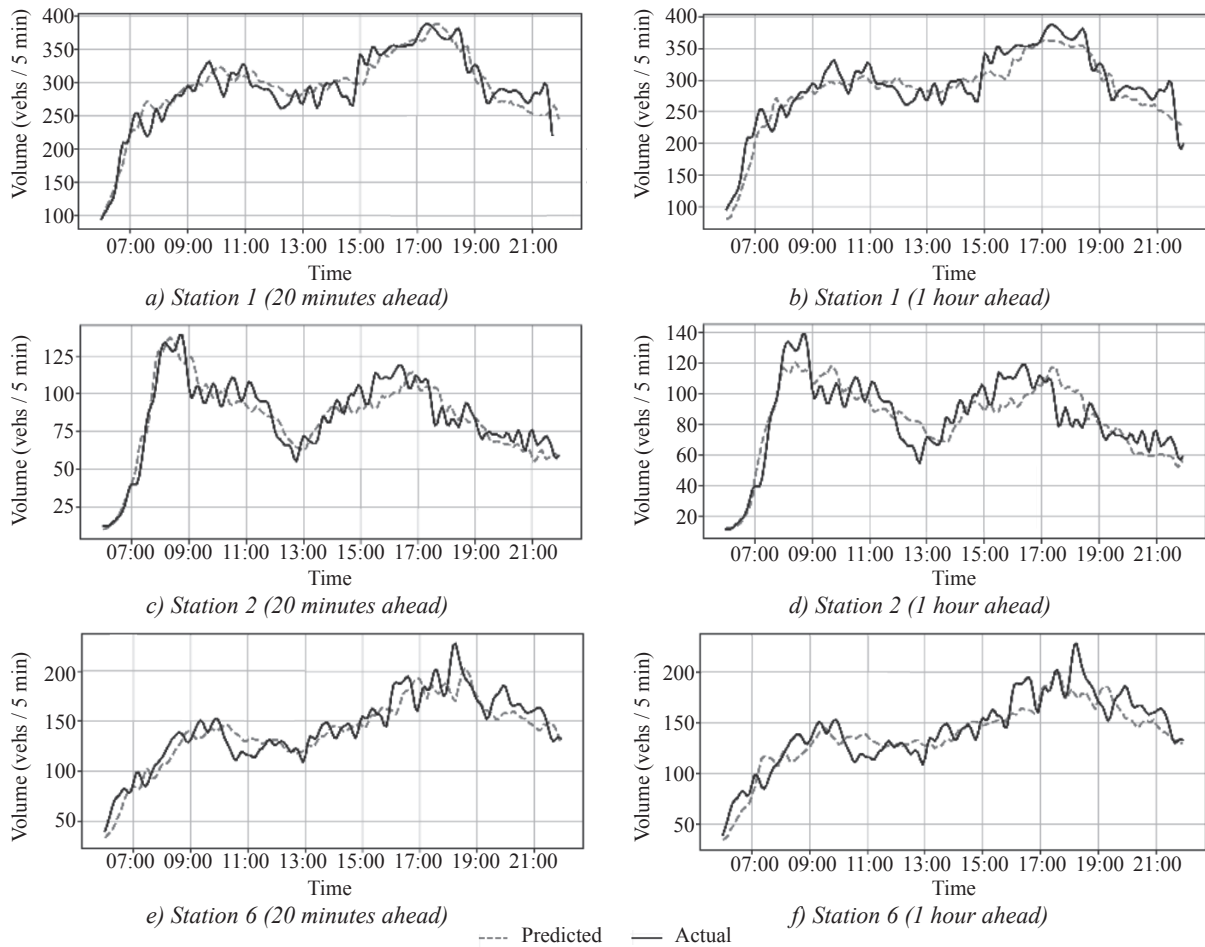 400
350
300
250
200
150
100
Volume (vehs / 5 min)
07:00 09:00 11:00 13:00 15:00 17:00 19:00 21:00
Time
a) Station 1 (20 minutes ahead)
400
350
300
250
200
150
100
Volume (vehs / 5 min)
07:00 09:00 11:00 13:00 15:00 17:00 19:00 21:00
Time
b) Station 1 (1 hour ahead)
125
100
75
50
25
Volume (vehs / 5 min)
07:00 09:00 11:00 13:00 15:00 17:00 19:00 21:00
Time
c) Station 2 (20 minutes ahead)
140
120
100
80
60
40
20
Volume (vehs / 5 min)
07:00 09:00 11:00 13:00 15:00 17:00 19:00 21:00
Time
d) Station 2 (1 hour ahead)
200
150
100
50
Volume (vehs / 5 min)
07:00 09:00 11:00 13:00 15:00 17:00 19:00 21:00
Time
e) Station 6 (20 minutes ahead)
200
150
100
50
Volume (vehs / 5 min)
07:00 09:00 11:00 13:00 15:00 17:00 19:00 21:00
Time
f) Station 6 (1 hour ahead)
Predicted Actual